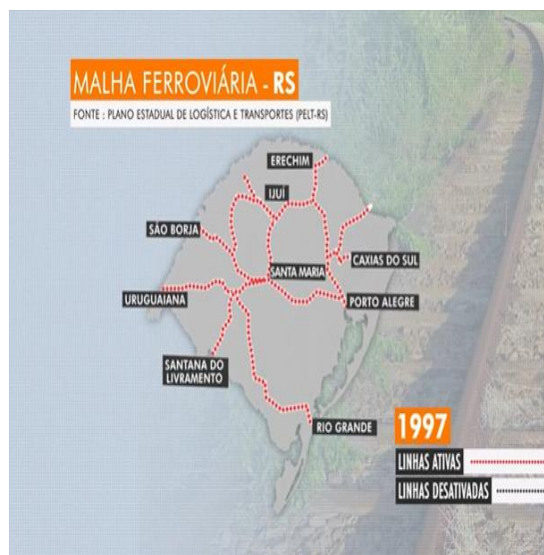 MALHA FERROVIÁRIA - RS
FONTE : PLANO ESTADUAL DE LOGÍSTICA E TRANSPORTES (PELT-RS)
ERECHIM
IJUÍ
SÃO BORJA
CAXIAS DO SUL
SANTA MARIA
URUGUAIANA
PORTO ALEGRE
SANTANA DO
LIVRAMENTO
RIO GRANDE
1997
LINHAS ATIVAS
LINHAS DESATIVADAS